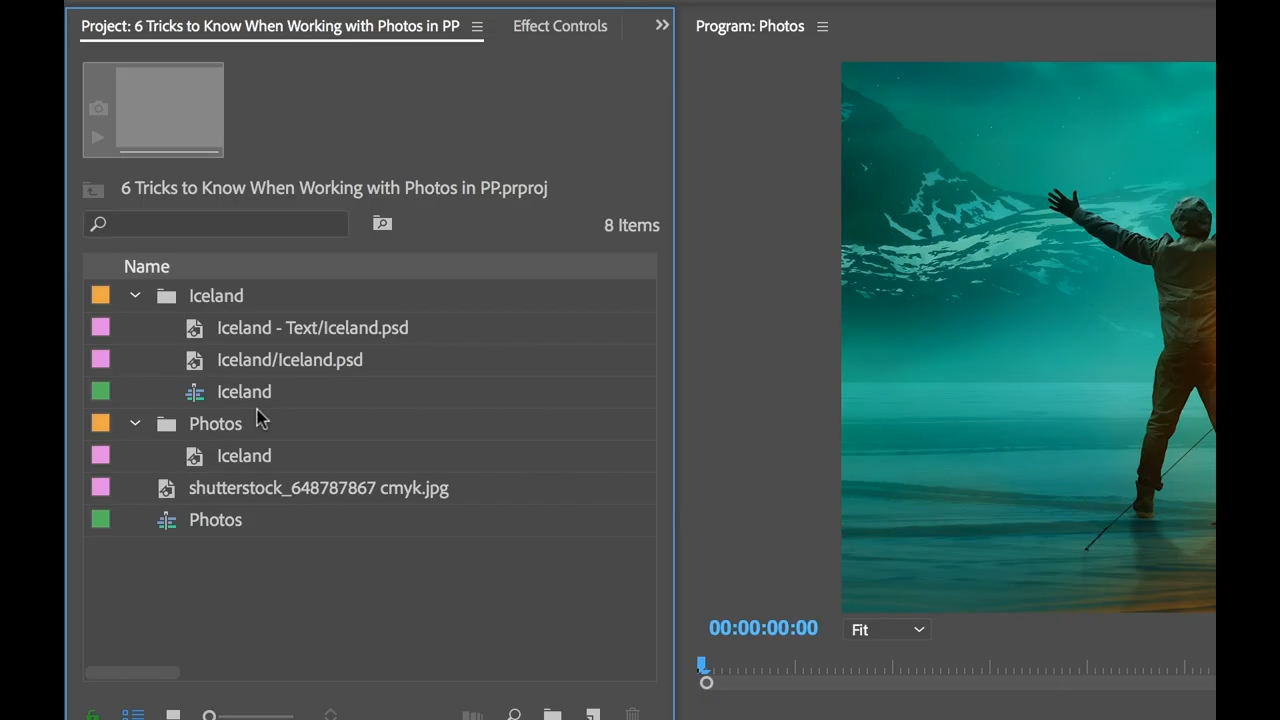 Project: 6 Tricks to Know When Working with Photos in PP
Effect Controls
Program: Photos
6 Tricks to Know When Working with Photos in PP.prproj
8 Items
Name
Iceland
Iceland - Text/Iceland.psd
Iceland/Iceland.psd
Iceland
Photos
Iceland
shutterstock_648787867 cmyk.jpg
Photos
00:00:00:00
Fit